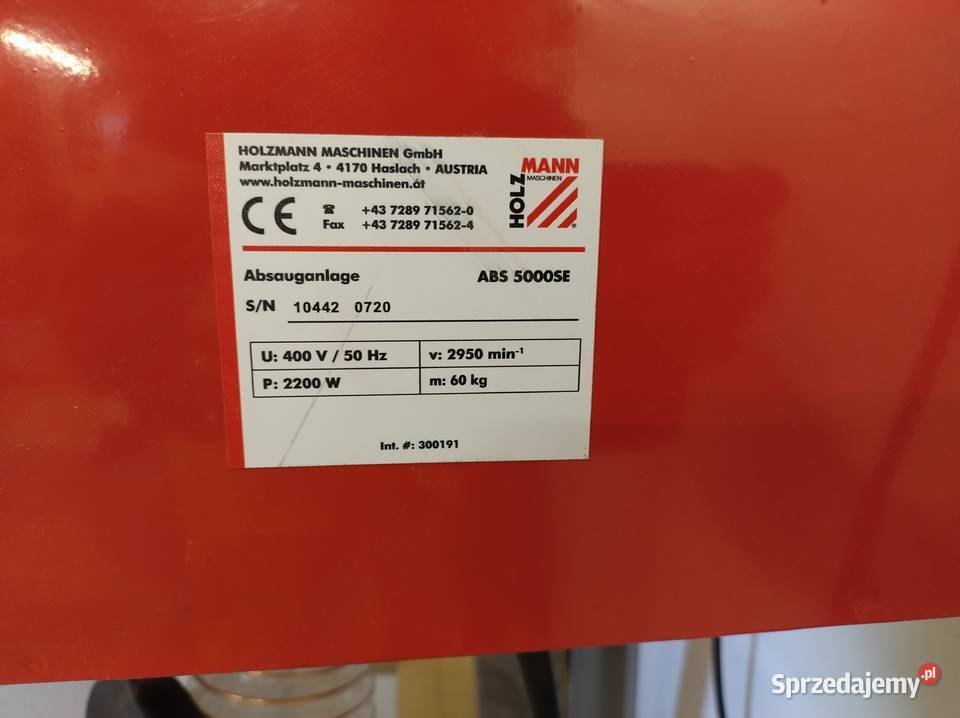 HOLZMANN MASCHINEN GmbH
Marktplatz 4 • 4170 Haslach • AUSTRIA
www.holzmann-maschinen.at
CE
☎ +43 7289 71562-0
Fax +43 7289 71562-4
HOLZ
MANN
MASCHINEN
®
Absauganlage ABS 5000SE
S/N 10442 0720
U: 400 V / 50 Hz v: 2950 min⁻¹
P: 2200 W m: 60 kg
Int. #: 300191
Sprzedajemy.pl